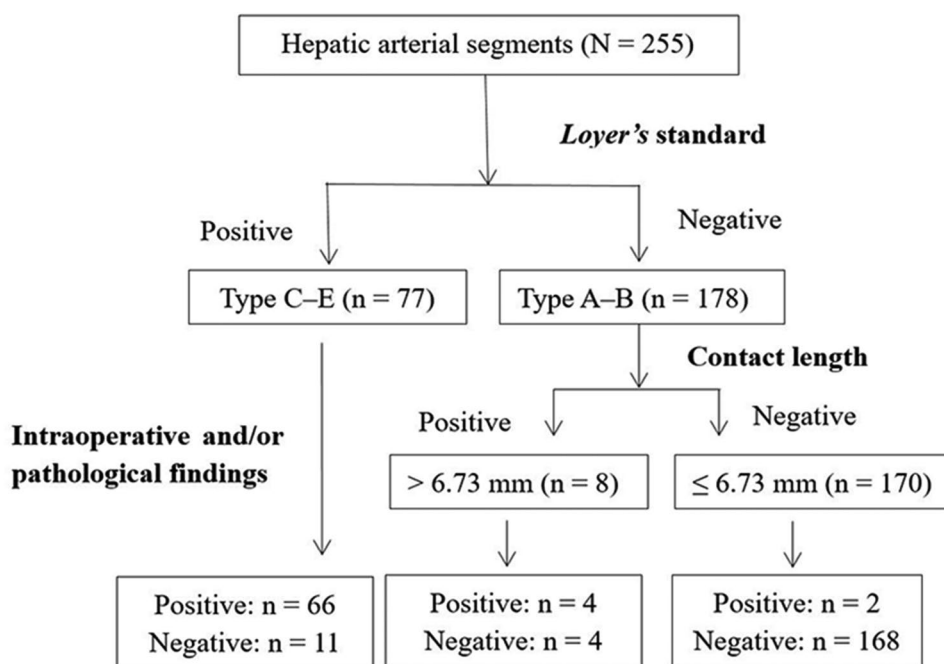 Hepatic arterial segments (N = 255)
Loyer's standard
Positive
Negative
Type C–E (n = 77)
Type A–B (n = 178)
Contact length
Positive
Negative
Intraoperative and/or
pathological findings
> 6.73 mm (n = 8)
≤ 6.73 mm (n = 170)
Positive: n = 66
Negative: n = 11
Positive: n = 4
Negative: n = 4
Positive: n = 2
Negative: n = 168